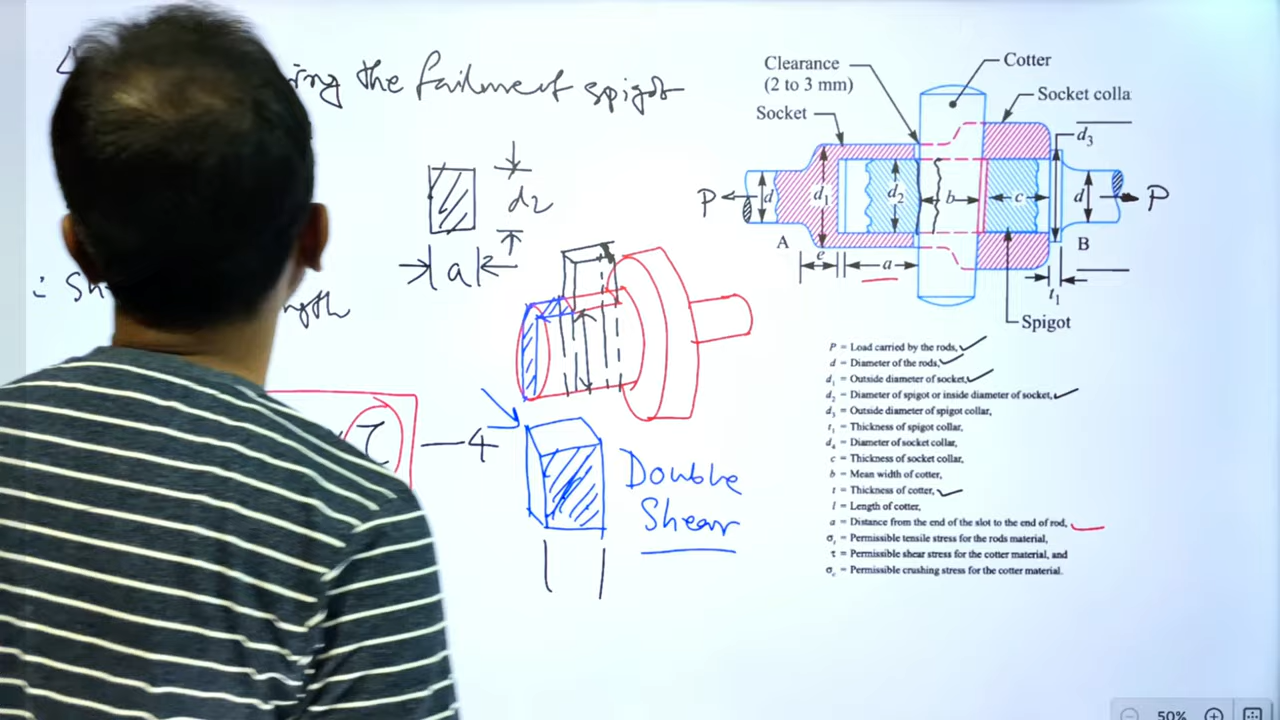 the failure of spigot
d2
a
Double
Shear
4
Clearance
(2 to 3 mm)
Cotter
Socket
Socket colla
d3
P
d
d1
d2
b
c
d
P
A
B
e
a
t1
Spigot
P = Load carried by the rods,
d = Diameter of the rods,
d1 = Outside diameter of socket,
d2 = Diameter of spigot or inside diameter of socket,
d3 = Outside diameter of spigot collar,
t1 = Thickness of spigot collar,
d4 = Diameter of socket collar,
c = Thickness of socket collar,
b = Mean width of cotter,
t = Thickness of cotter,
l = Length of cotter,
a = Distance from the end of the slot to the end of rod,
σt = Permissible tensile stress for the rods material,
τ = Permissible shear stress for the cotter material, and
σc = Permissible crushing stress for the cotter material.
τ
50%